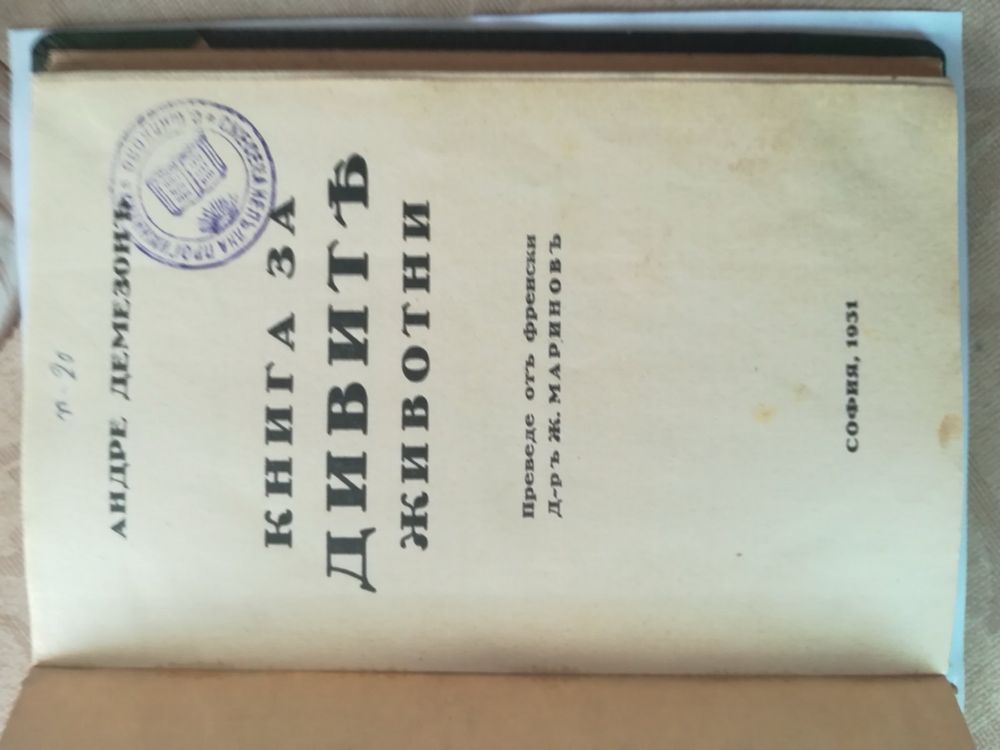 АНДРЕ ДЕМЕЗОНЪ
КНИГА ЗА
ДИВИТѢ
ЖИВОТНИ
Преведе отъ френски
Д-ръ Ж. МАРИНОВЪ
СОФИЯ, 1931